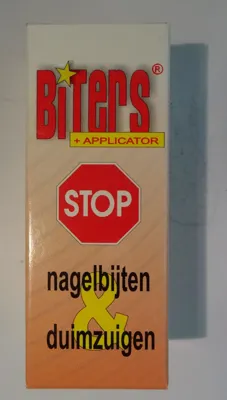 BiTers®
+ APPLICATOR
STOP
nagelbijten
&
duimzuigen